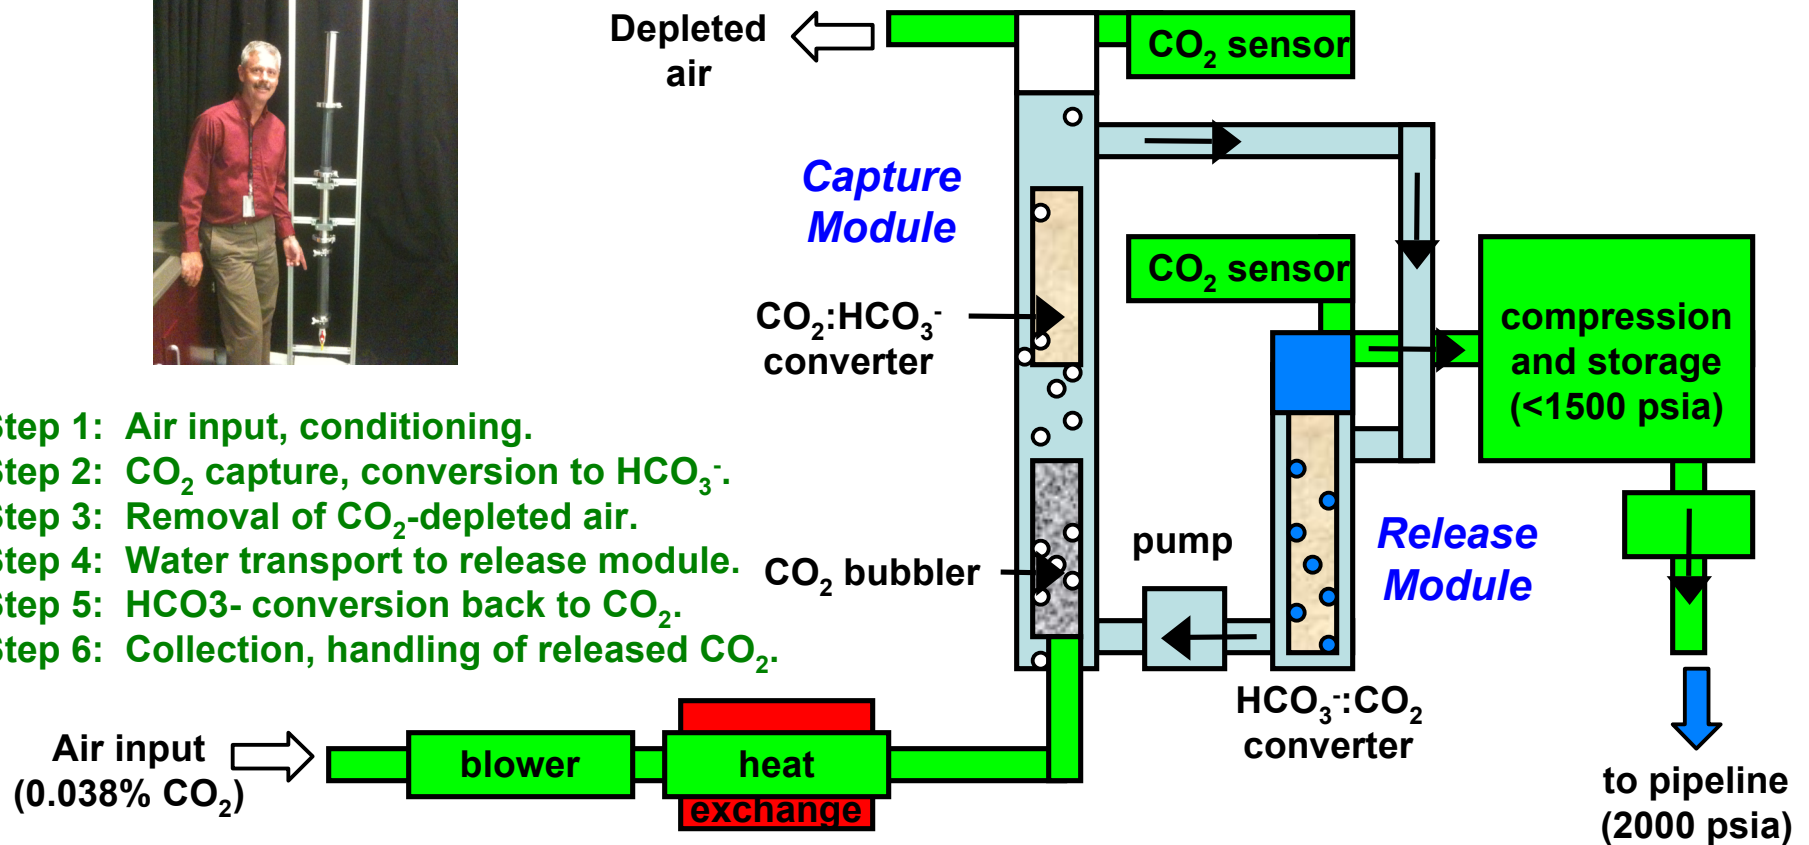 Depleted
air
CO₂ sensor
Capture
Module
CO₂ sensor
CO₂:HCO₃⁻
converter
compression
and storage
(<1500 psia)
Step 1: Air input, conditioning.
Step 2: CO₂ capture, conversion to HCO₃⁻.
Step 3: Removal of CO₂-depleted air.
Step 4: Water transport to release module.
Step 5: HCO3- conversion back to CO₂.
Step 6: Collection, handling of released CO₂.
CO₂ bubbler
pump
Release
Module
HCO₃⁻:CO₂
converter
Air input
(0.038% CO₂)
blower
heat
exchange
to pipeline
(2000 psia)